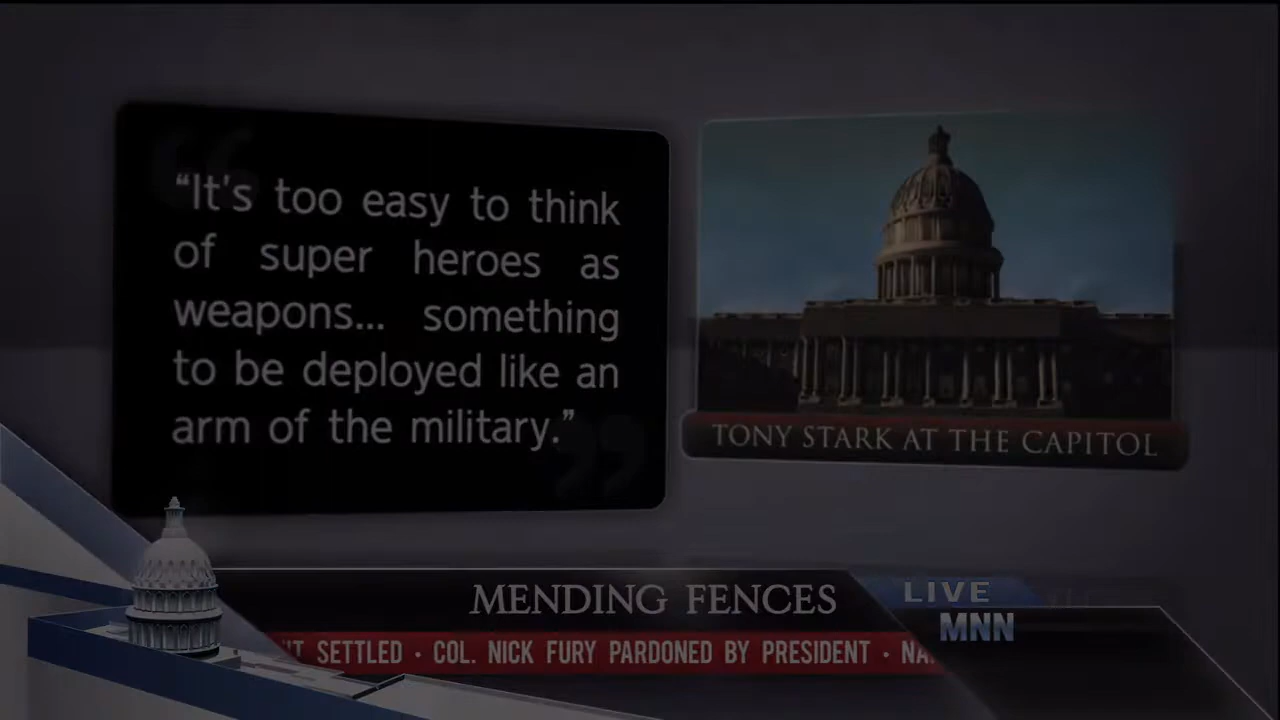 “It's too easy to think
of super heroes as
weapons... something
to be deployed like an
arm of the military.”
TONY STARK AT THE CAPITOL
MENDING FENCES
LIVE
MNN
SETTLED • COL. NICK FURY PARDONED BY PRESIDENT •